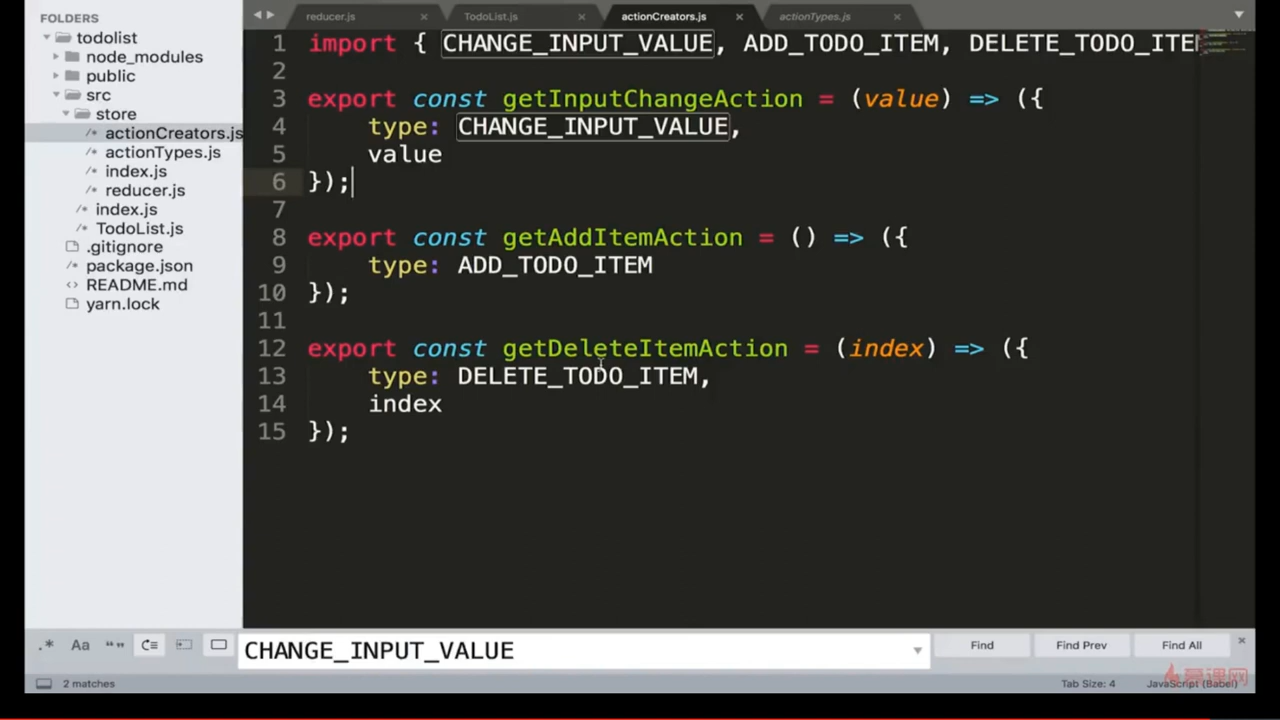 FOLDERS
todolist
node_modules
public
src
store
actionCreators.js
actionTypes.js
index.js
reducer.js
index.js
TodoList.js
.gitignore
package.json
README.md
yarn.lock
reducer.js × TodoList.js × actionCreators.js × actionTypes.js ×
1 import { CHANGE_INPUT_VALUE, ADD_TODO_ITEM, DELETE_TODO_ITE
2
3 export const getInputChangeAction = (value) => ({
4 type: CHANGE_INPUT_VALUE,
5 value
6 });
7
8 export const getAddItemAction = () => ({
9 type: ADD_TODO_ITEM
10 });
11
12 export const getDeleteItemAction = (index) => ({
13 type: DELETE_TODO_ITEM,
14 index
15 });
.* Aa “” CHANGE_INPUT_VALUE Find Find Prev Find All ×
2 matches Tab Size: 4 JavaScript (Babel)
慕课网